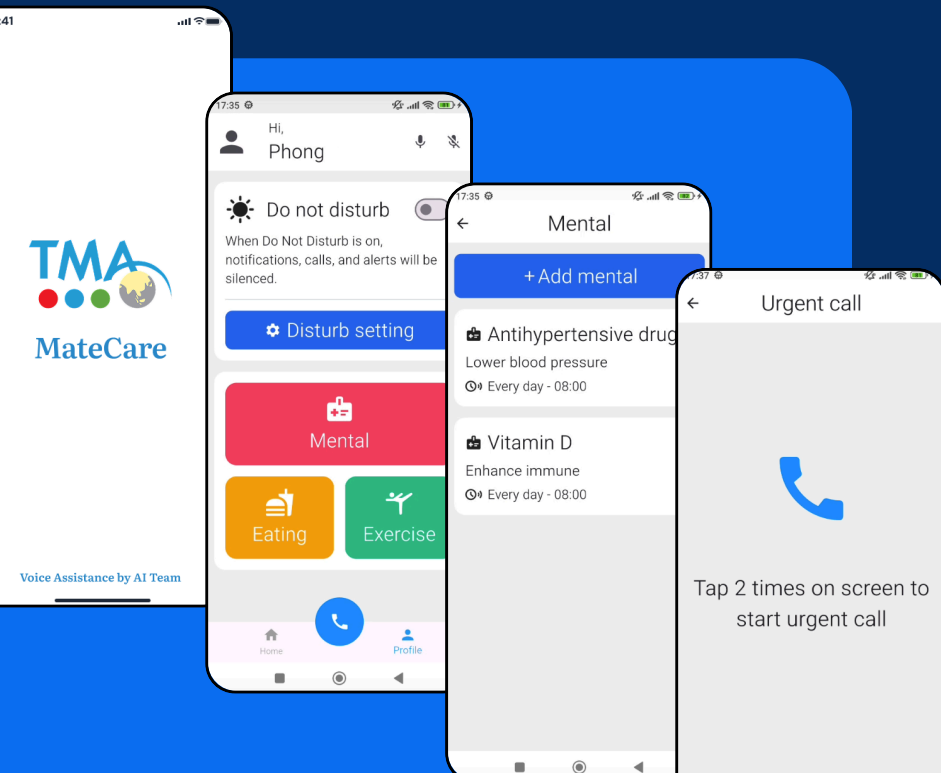 :41
TMA
MateCare
Voice Assistance by AI Team
17:35
Hi,
Phong
Do not disturb
When Do Not Disturb is on,
notifications, calls, and alerts will be
silenced.
Disturb setting
Mental
Eating
Exercise
Home
Profile
17:35
Mental
+ Add mental
Antihypertensive drug
Lower blood pressure
Every day - 08:00
Vitamin D
Enhance immune
Every day - 08:00
17:37
Urgent call
Tap 2 times on screen to
start urgent call